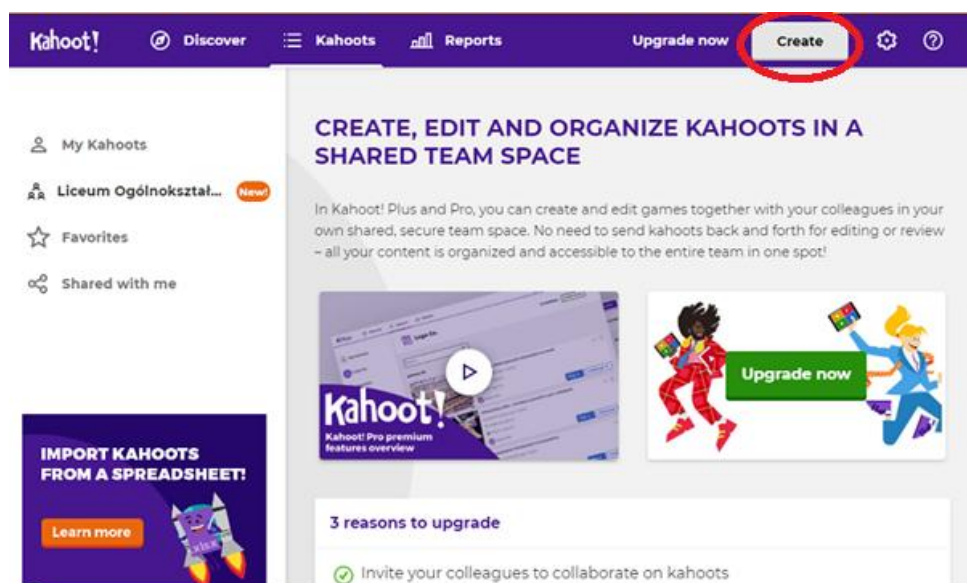 Kahoot! Discover Kahoots Reports Upgrade now Create
My Kahoots
Liceum Ogólnokształ... New!
Favorites
Shared with me
CREATE, EDIT AND ORGANIZE KAHOOTS IN A
SHARED TEAM SPACE
In Kahoot! Plus and Pro, you can create and edit games together with your colleagues in your
own shared, secure team space. No need to send kahoots back and forth for editing or review
– all your content is organized and accessible to the entire team in one spot!
Kahoot!
Kahoot! Pro premium
features overview
Upgrade now
IMPORT KAHOOTS
FROM A SPREADSHEET!
Learn more
3 reasons to upgrade
Invite your colleagues to collaborate on kahoots